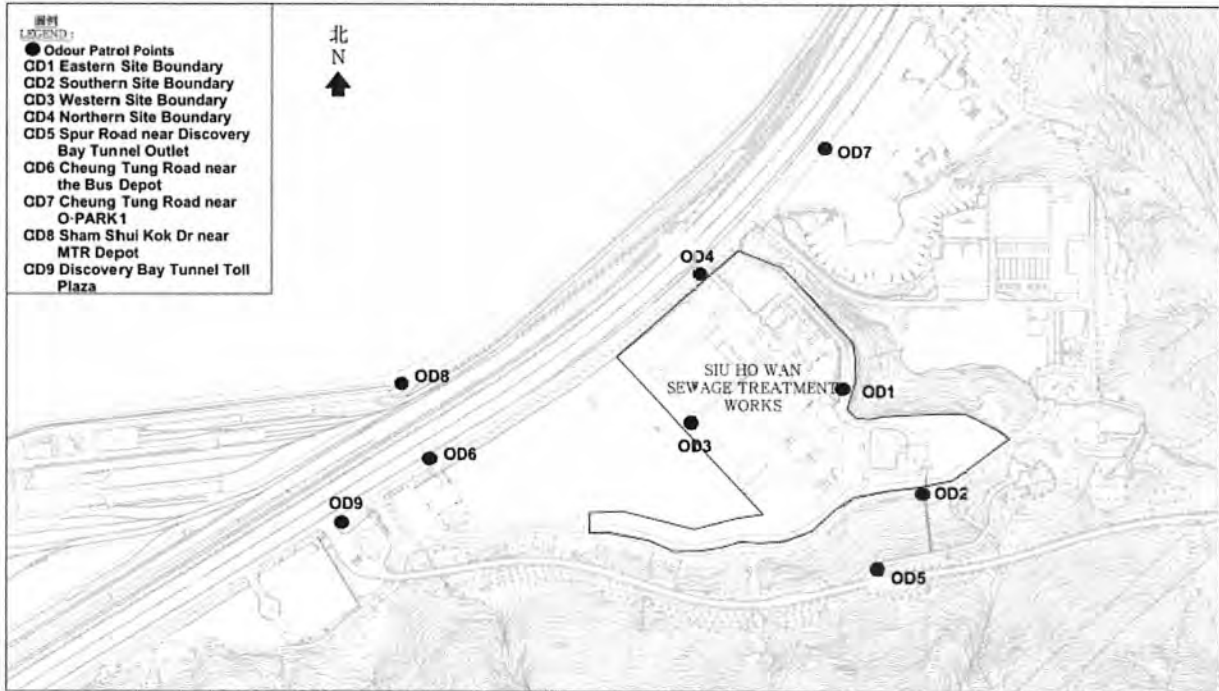 圖例
LEGEND :
Odour Patrol Points
OD1 Eastern Site Boundary
OD2 Southern Site Boundary
OD3 Western Site Boundary
OD4 Northern Site Boundary
OD5 Spur Road near Discovery
Bay Tunnel Outlet
OD6 Cheung Tung Road near
the Bus Depot
OD7 Cheung Tung Road near
O·PARK1
OD8 Sham Shui Kok Dr near
MTR Depot
OD9 Discovery Bay Tunnel Toll
Plaza
北
N
OD7
OD4
OD8
SIU HO WAN
SEWAGE TREATMENT
WORKS
OD1
OD3
OD6
OD2
OD9
OD5